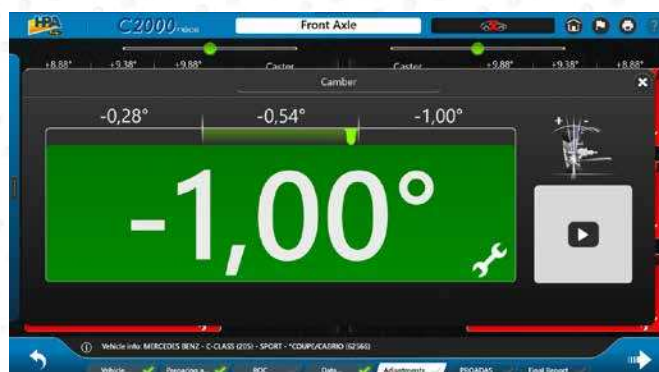 HPA C2000 Front Axle
+8.88° +9.38° +9.88° Caster Caster +9.88° +9.38° +8.88°
Camber
-0,28° -0,54° -1,00°
+ -
-1,00°
Vehicle info: MERCEDES BENZ - C-CLASS (205) - SPORT - *COUPE/CABRIO (62566)
Vehicle ROC Data Adjustments Final Report